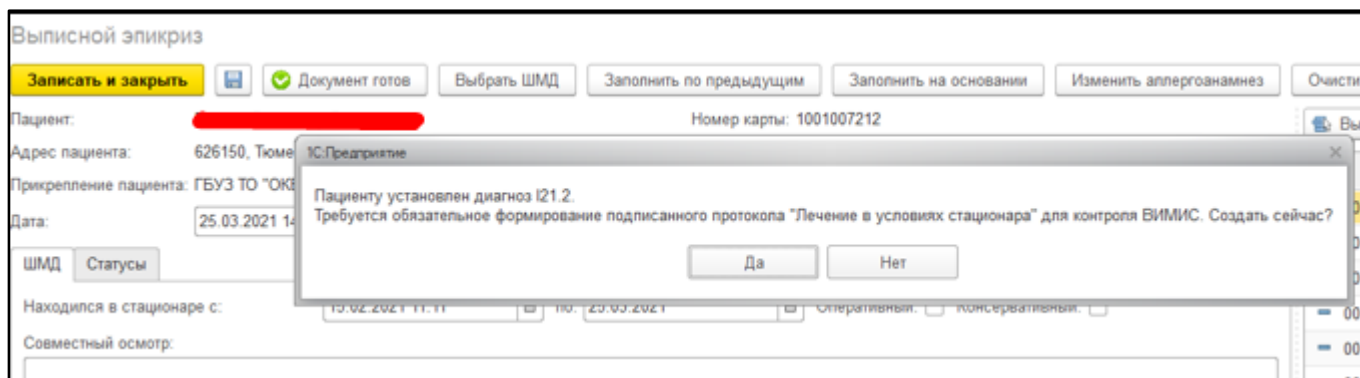 Выписной эпикриз
Записать и закрыть Документ готов Выбрать ШМД Заполнить по предыдущим Заполнить на основании Изменить аллергоанамнез
Пациент: Номер карты: 1001007212
Адрес пациента: 626150,
1С:Предприятие
Прикрепление пациента: ГБУЗ ТО
Пациенту установлен диагноз I21.2.
Требуется обязательное формирование подписанного протокола "Лечение в условиях стационара" для контроля ВИМИС. Создать сейчас?
Дата: 25.03.2021
Да Нет
ШМД Статусы
Находился в стационаре с: 15.02.2021 11:11 по: 25.03.2021 Оперативный: Консервативный:
Совместный осмотр: